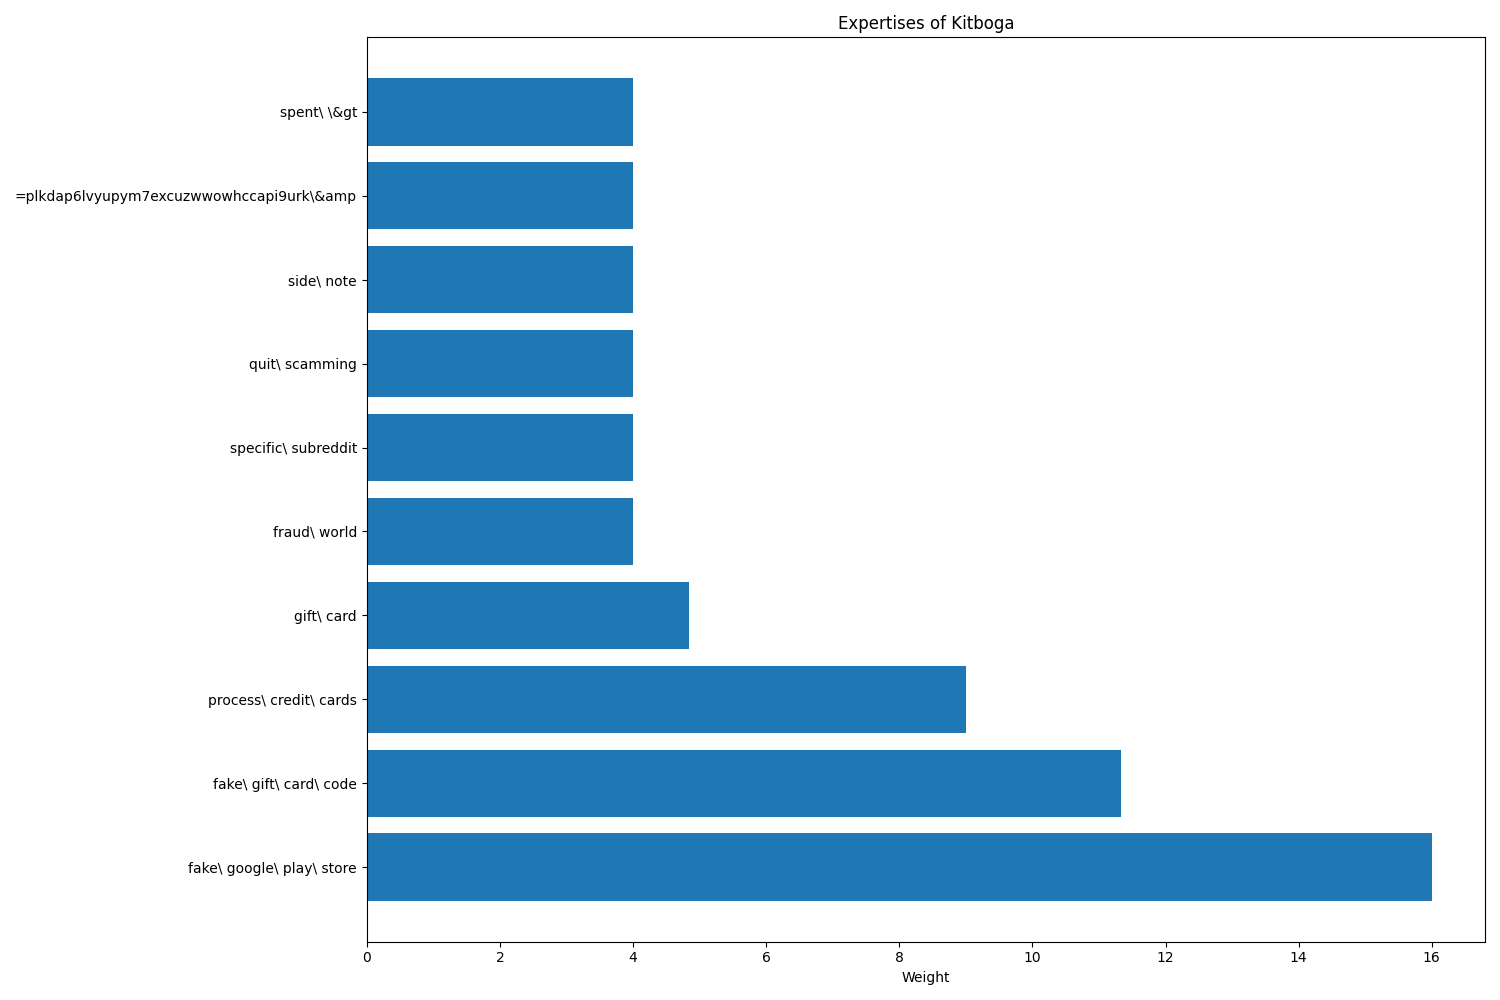 Expertises of Kitboga
spent\ \&gt
=plkdap6lvyupym7excuzwwowhccapi9urk\&amp
side\ note
quit\ scamming
specific\ subreddit
fraud\ world
gift\ card
process\ credit\ cards
fake\ gift\ card\ code
fake\ google\ play\ store
0 2 4 6 8 10 12 14 16
Weight